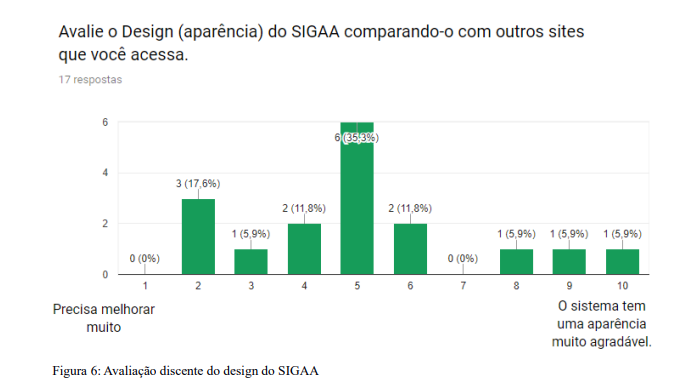 Avalie o Design (aparência) do SIGAA comparando-o com outros sites
que você acessa.
17 respostas
6
4
2
0
0 (0%)
3 (17,6%)
1 (5,9%)
2 (11,8%)
6 (35,3%)
2 (11,8%)
0 (0%)
1 (5,9%)
1 (5,9%)
1 (5,9%)
1 2 3 4 5 6 7 8 9 10
Precisa melhorar
muito
O sistema tem
uma aparência
muito agradável.
Figura 6: Avaliação discente do design do SIGAA